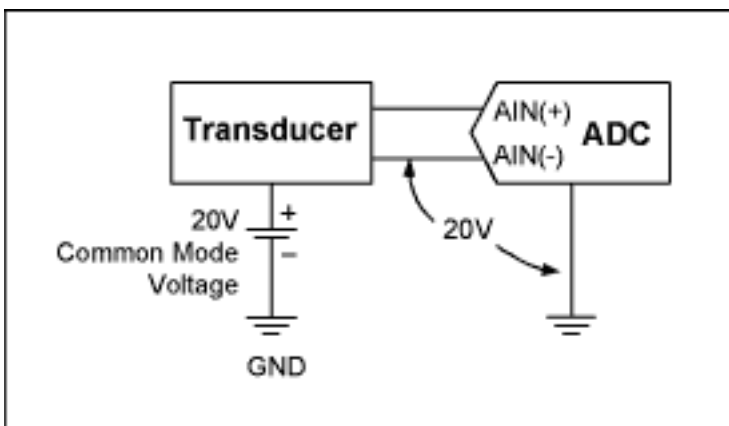 Transducer
AIN(+)
AIN(-)
ADC
20V
+
Common Mode
–
Voltage
20V
GND